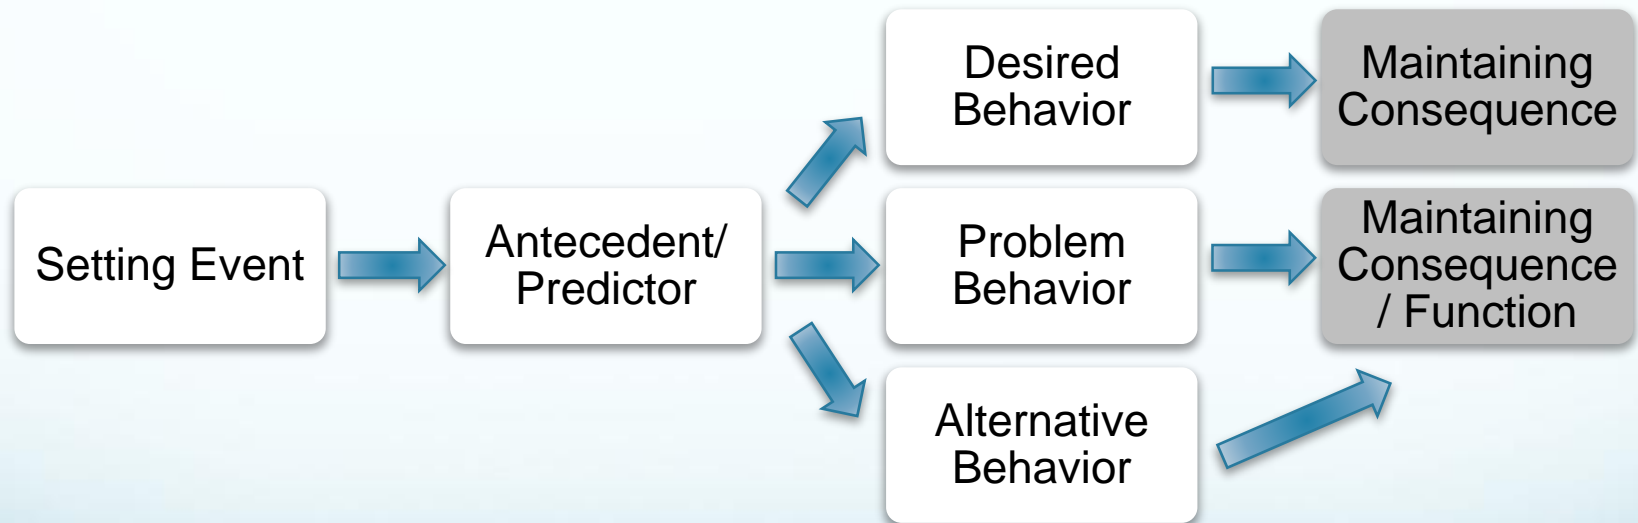 Setting Event
Antecedent/
Predictor
Desired
Behavior
Maintaining
Consequence
Problem
Behavior
Maintaining
Consequence
/ Function
Alternative
Behavior